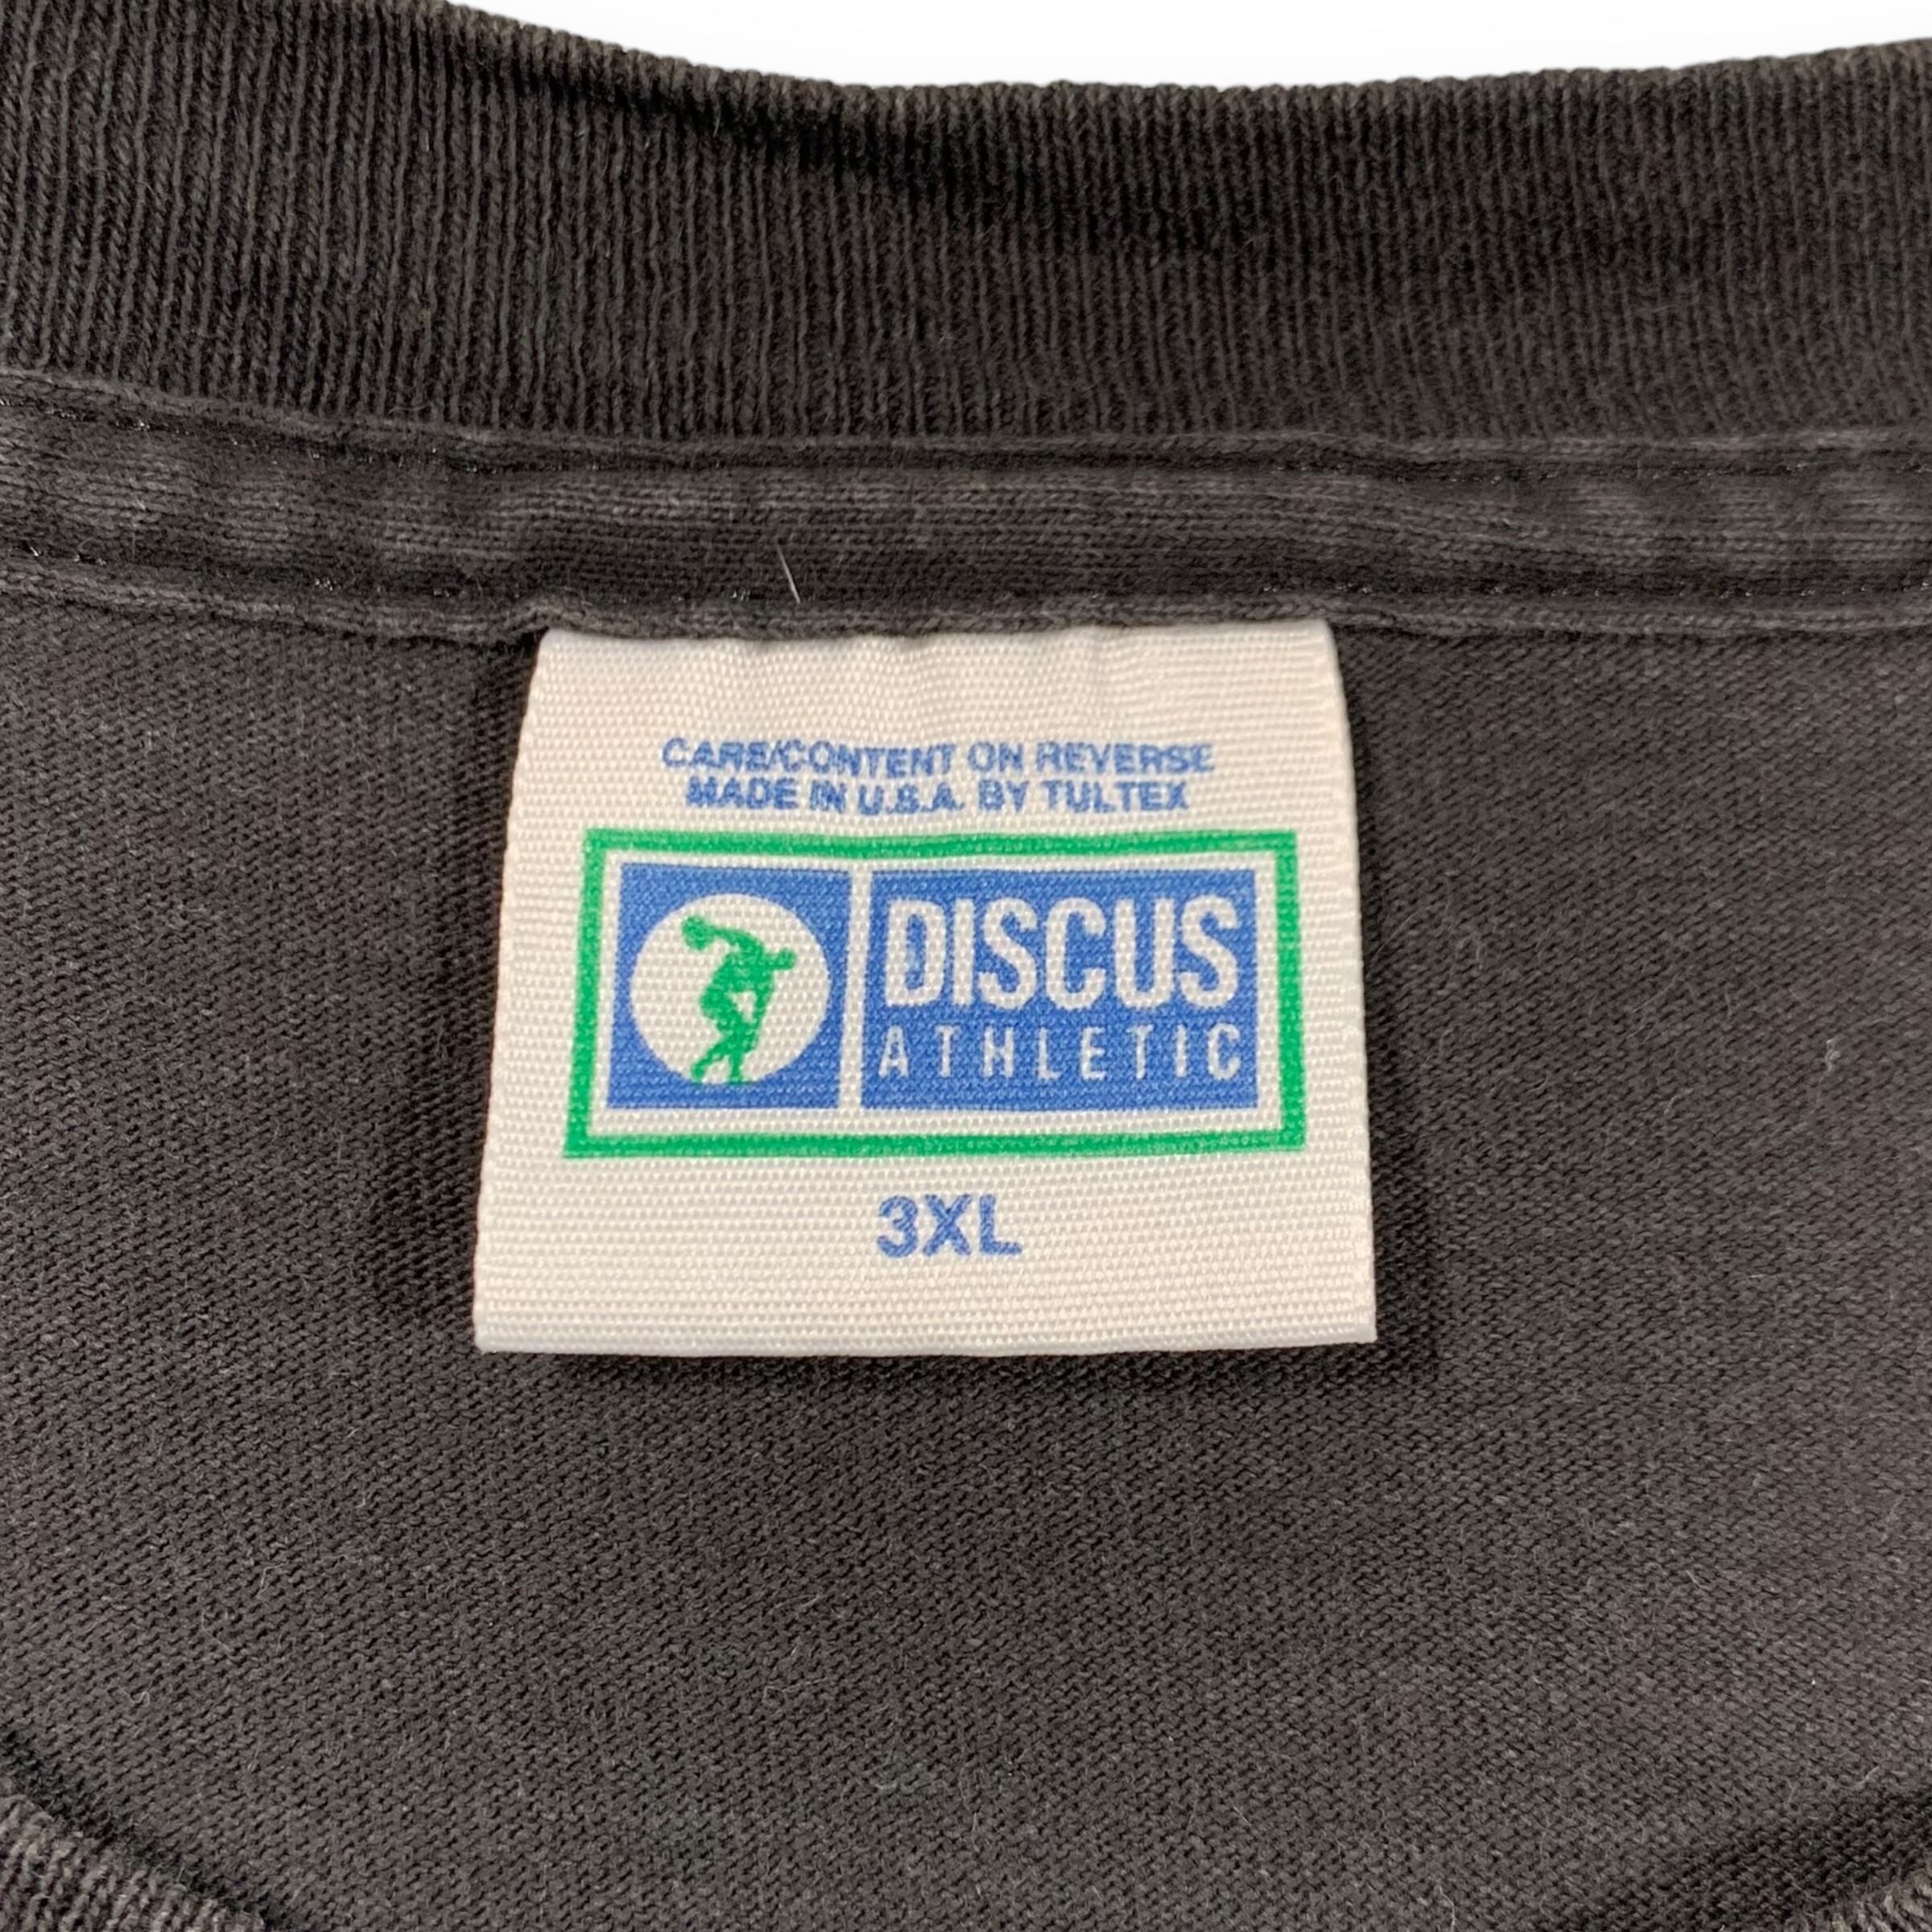 CARE/CONTENT ON REVERSE
MADE IN U.S.A. BY TULTEX
DISCUS
ATHLETIC
3XL